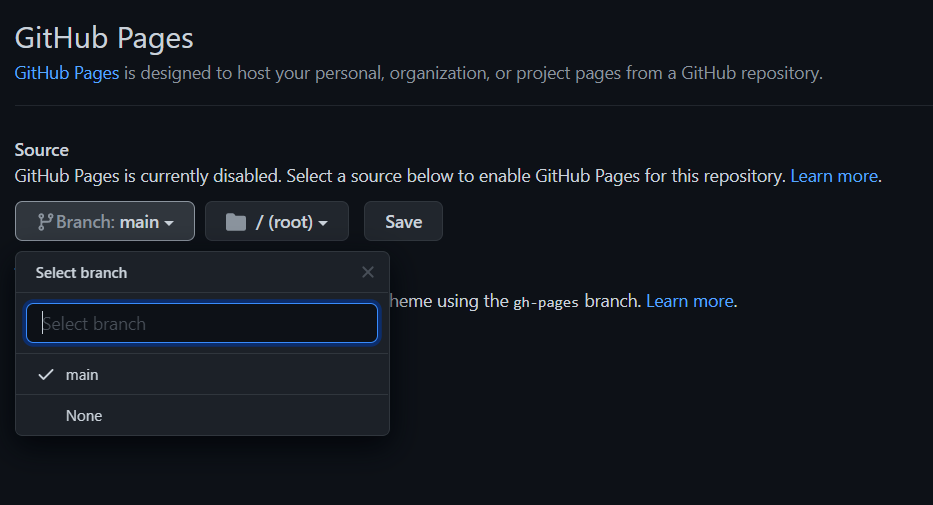 GitHub Pages
GitHub Pages is designed to host your personal, organization, or project pages from a GitHub repository.
Source
GitHub Pages is currently disabled. Select a source below to enable GitHub Pages for this repository. Learn more.
Branch: main / (root) Save
Select branch
heme using the gh-pages branch. Learn more.
Select branch
main
None